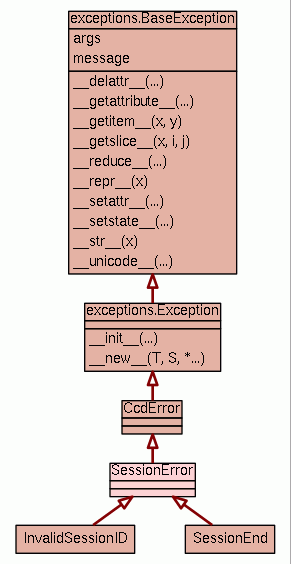 exceptions.BaseException
args
message
__delattr__(...)
__getattribute__(...)
__getitem__(x, y)
__getslice__(x, i, j)
__reduce__(...)
__repr__(x)
__setattr__(...)
__setstate__(...)
__str__(x)
__unicode__(...)
exceptions.Exception
__init__(...)
__new__(T, S, *...)
CcdError
SessionError
InvalidSessionID
SessionEnd